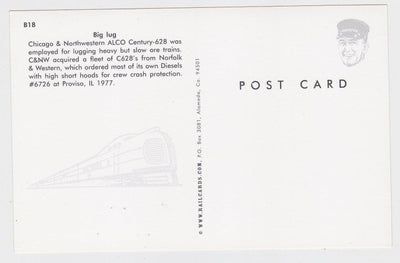 B18
Big lug
Chicago & Northwestern ALCO Century-628 was
employed for lugging heavy but slow are trains.
C&NW acquired a fleet of C628's from Norfolk
& Western, which ordered most of its own Diesels
with high short hoods for crew crash protection.
#6726 at Proviso, IL 1977.
© WWW.RAILCARDS.COM, P.O. Box 3081, Alameda, Ca. 94501
POST CARD